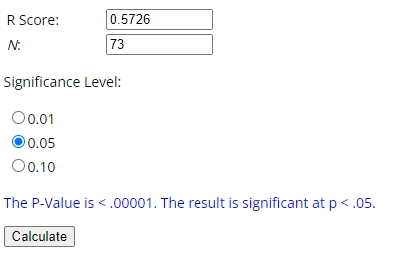 R Score: 0.5726
N: 73
Significance Level:
0.01
0.05
0.10
The P-Value is < .00001. The result is significant at p < .05.
Calculate